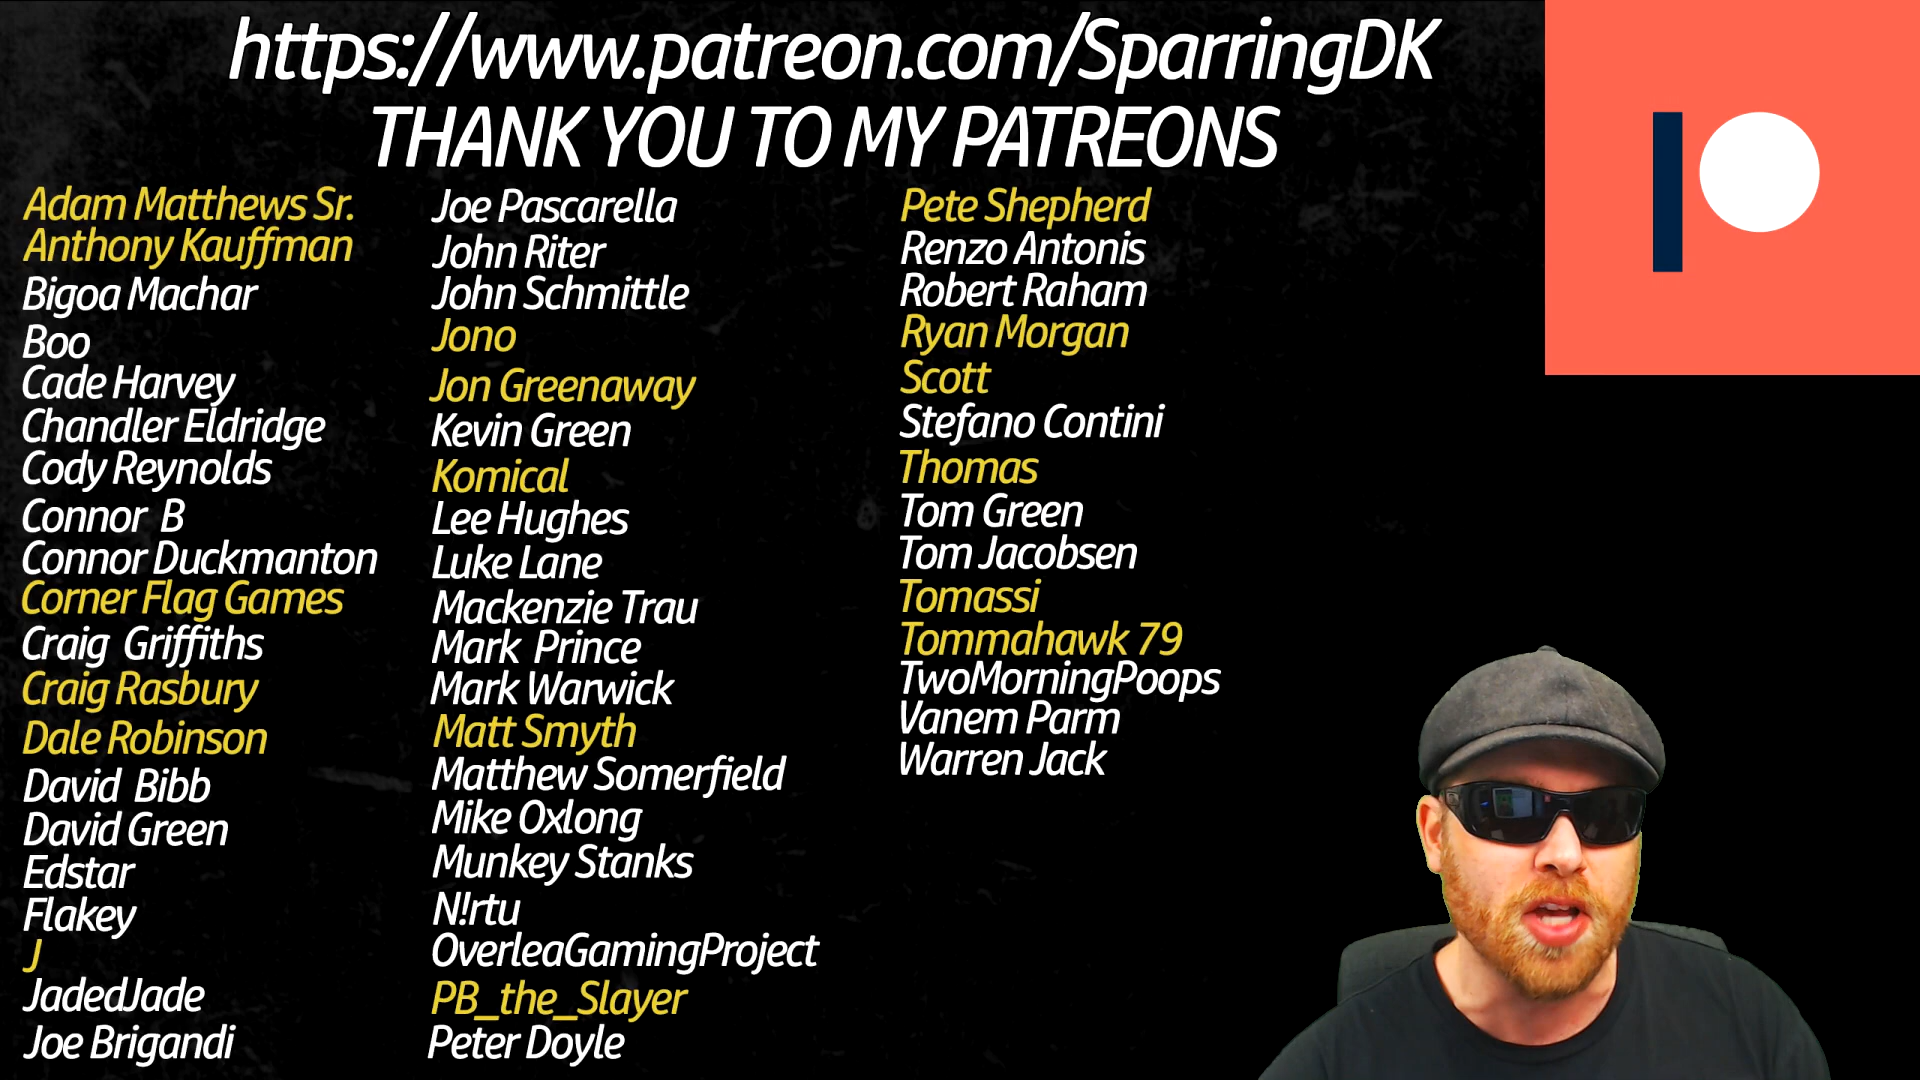 https://www.patreon.com/SparringDK
THANK YOU TO MY PATREONS
Adam Matthews Sr.
Anthony Kauffman
Bigoa Machar
Boo
Cade Harvey
Chandler Eldridge
Cody Reynolds
Connor B
Connor Duckmanton
Corner Flag Games
Craig Griffiths
Craig Rasbury
Dale Robinson
David Bibb
David Green
Edstar
Flakey
J
JadedJade
Joe Brigandi
Joe Pascarella
John Riter
John Schmittle
Jono
Jon Greenaway
Kevin Green
Komical
Lee Hughes
Luke Lane
Mackenzie Trau
Mark Prince
Mark Warwick
Matt Smyth
Matthew Somerfield
Mike Oxlong
Munkey Stanks
N!rtu
OverleaGamingProject
PB_the_Slayer
Peter Doyle
Pete Shepherd
Renzo Antonis
Robert Raham
Ryan Morgan
Scott
Stefano Contini
Thomas
Tom Green
Tom Jacobsen
Tomassi
Tommahawk 79
TwoMorningPoops
Vanem Parm
Warren Jack